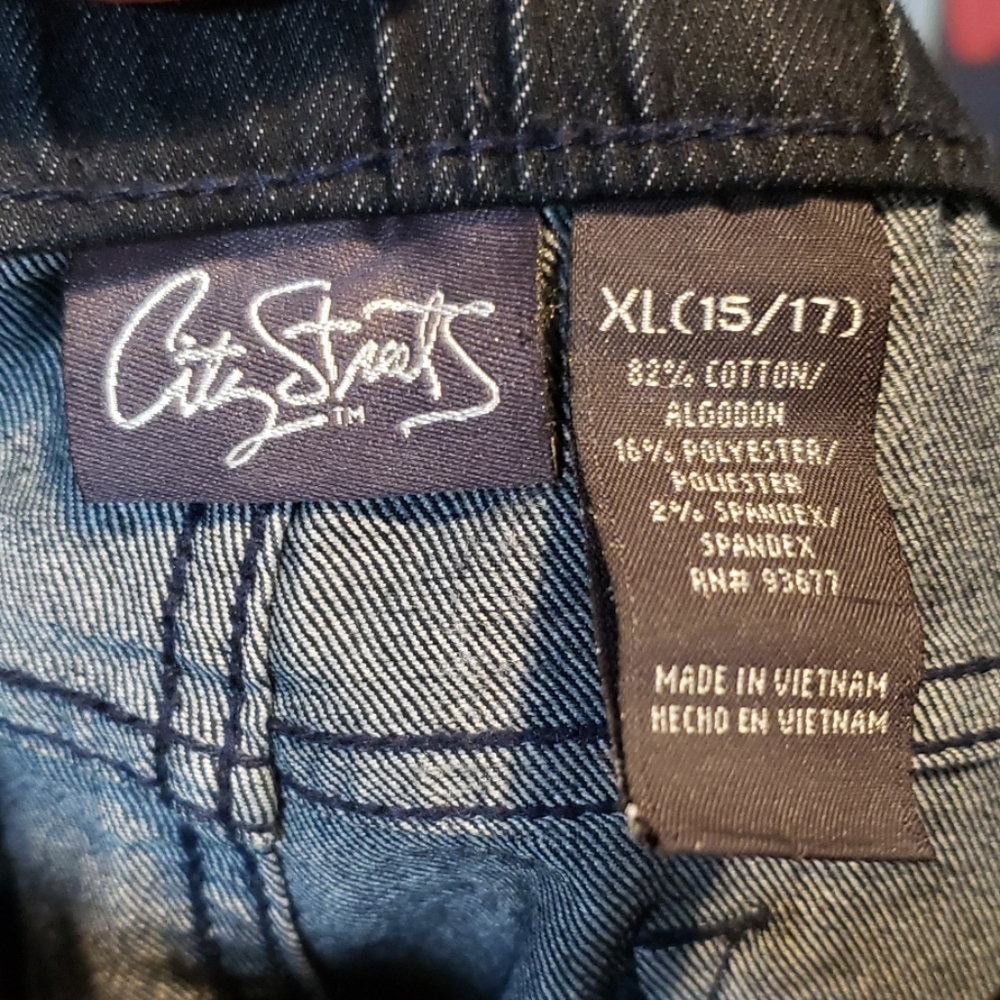 City Streets
TM
XL(15/17)
82% COTTON/
ALGODON
16% POLYESTER/
POLIESTER
2% SPANDEX/
SPANDEX
RN# 93677
MADE IN VIETNAM
HECHO EN VIETNAM